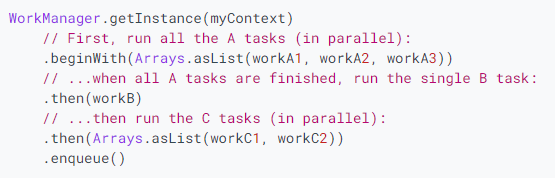 WorkManager.getInstance(myContext)
    // First, run all the A tasks (in parallel):
    .beginWith(Arrays.asList(workA1, workA2, workA3))
    // ...when all A tasks are finished, run the single B task:
    .then(workB)
    // ...then run the C tasks (in parallel):
    .then(Arrays.asList(workC1, workC2))
    .enqueue()